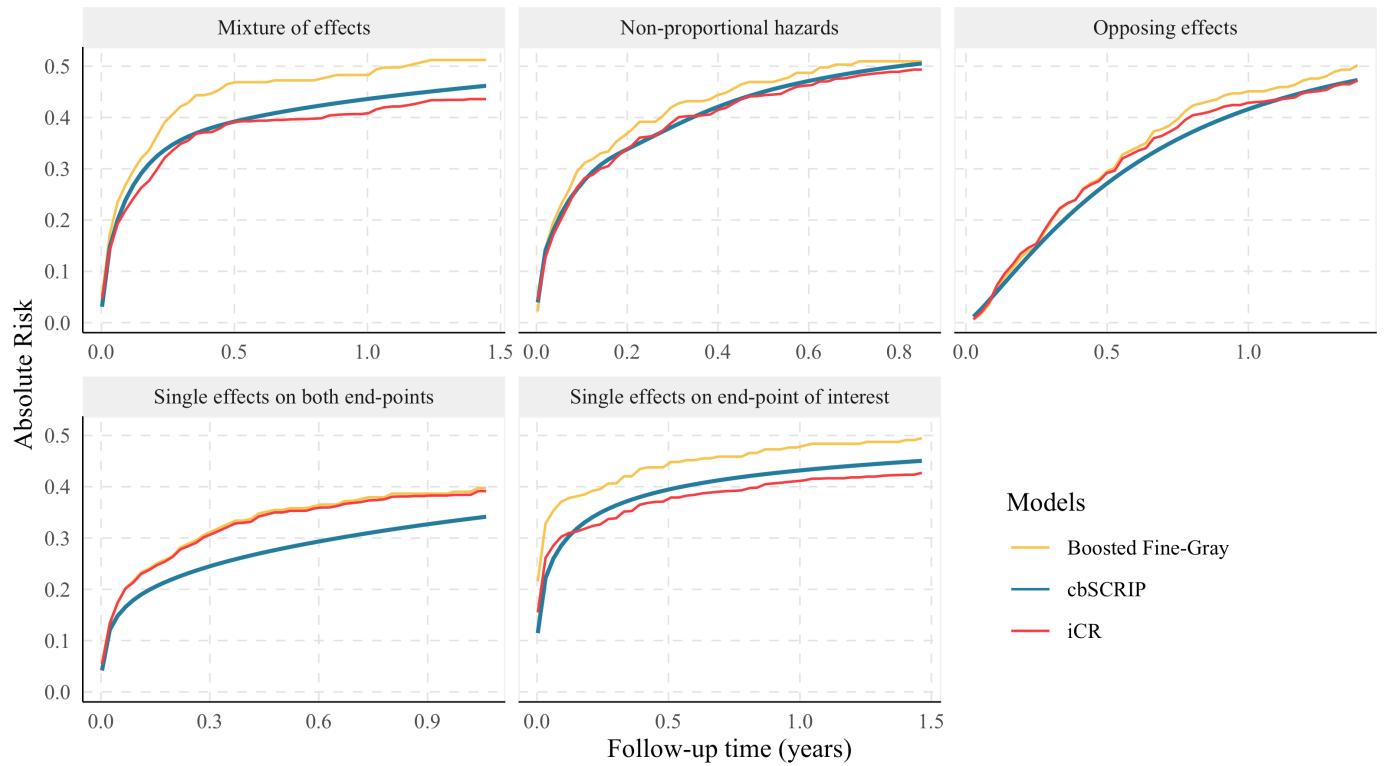 Mixture of effects
Non-proportional hazards
Opposing effects
0.5
0.4
0.3
0.2
0.1
0.0
0.0 0.5 1.0 1.5
0.0 0.2 0.4 0.6 0.8
0.0 0.5 1.0
Absolute Risk
Single effects on both end-points
Single effects on end-point of interest
0.5
0.4
0.3
0.2
0.1
0.0
0.0 0.3 0.6 0.9
0.0 0.5 1.0 1.5
Follow-up time (years)
Models
Boosted Fine-Gray
cbSCRIP
iCR